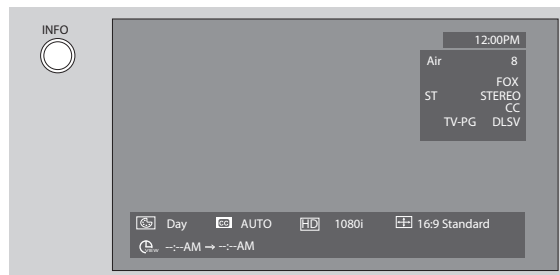 INFO
12:00PM
Air 8
FOX
ST STEREO
CC
TV-PG DLSV
Day CC AUTO HD 1080i 16:9 Standard
--:--AM → --:--AM